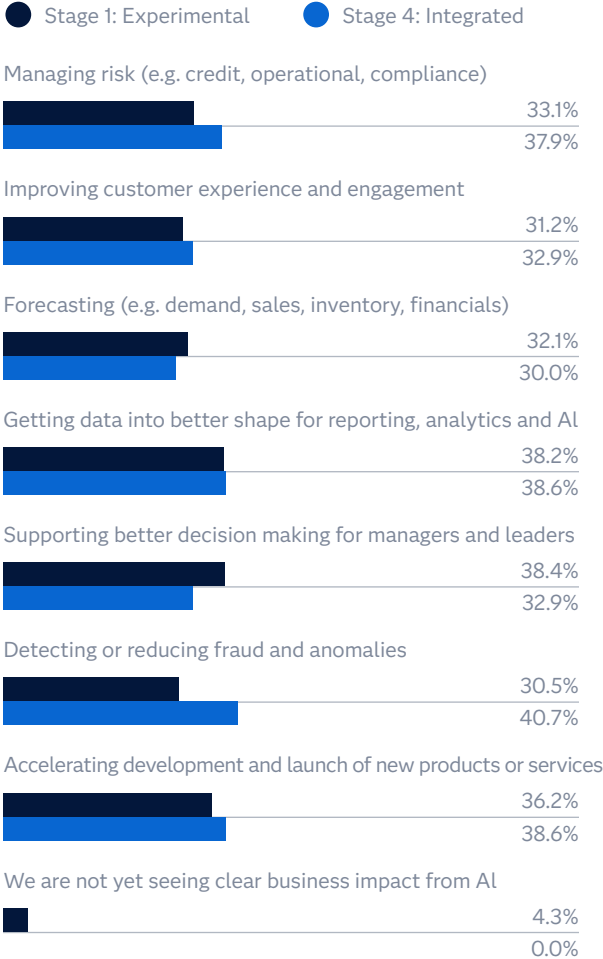 Stage 1: Experimental Stage 4: Integrated
Managing risk (e.g. credit, operational, compliance)
33.1%
37.9%
Improving customer experience and engagement
31.2%
32.9%
Forecasting (e.g. demand, sales, inventory, financials)
32.1%
30.0%
Getting data into better shape for reporting, analytics and AI
38.2%
38.6%
Supporting better decision making for managers and leaders
38.4%
32.9%
Detecting or reducing fraud and anomalies
30.5%
40.7%
Accelerating development and launch of new products or services
36.2%
38.6%
We are not yet seeing clear business impact from AI
4.3%
0.0%